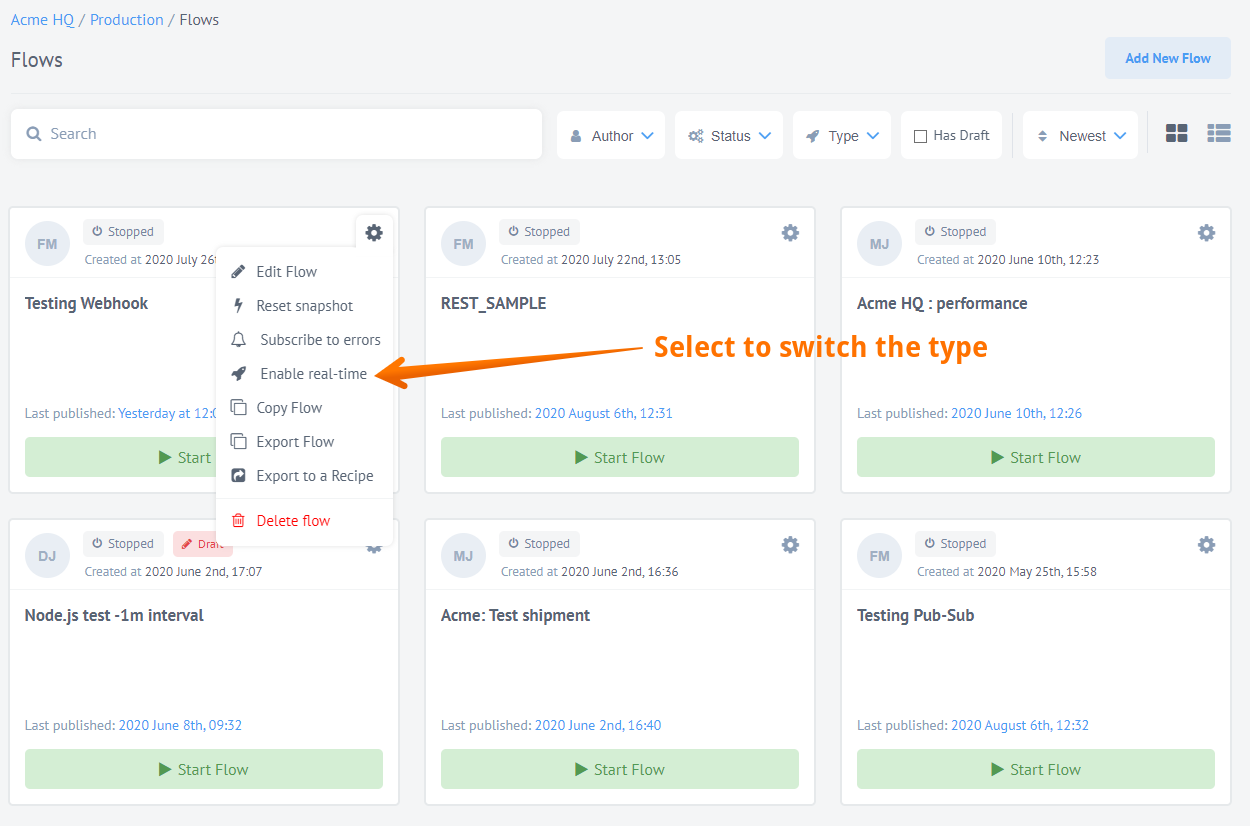 Acme HQ / Production / Flows
Flows
Add New Flow
Search
Author
Status
Type
Has Draft
Newest
FM
Stopped
Created at 2020 July 26t
Testing Webhook
Last published: Yesterday at 12:0
Start
Edit Flow
Reset snapshot
Subscribe to errors
Enable real-time
Copy Flow
Export Flow
Export to a Recipe
Delete flow
Select to switch the type
FM
Stopped
Created at 2020 July 22nd, 13:05
REST_SAMPLE
Last published: 2020 August 6th, 12:31
Start Flow
MJ
Stopped
Created at 2020 June 10th, 12:23
Acme HQ : performance
Last published: 2020 June 10th, 12:26
Start Flow
DJ
Stopped
Draft
Created at 2020 June 2nd, 17:07
Node.js test -1m interval
Last published: 2020 June 8th, 09:32
Start Flow
MJ
Stopped
Created at 2020 June 2nd, 16:36
Acme: Test shipment
Last published: 2020 June 2nd, 16:40
Start Flow
FM
Stopped
Created at 2020 May 25th, 15:58
Testing Pub-Sub
Last published: 2020 August 6th, 12:32
Start Flow